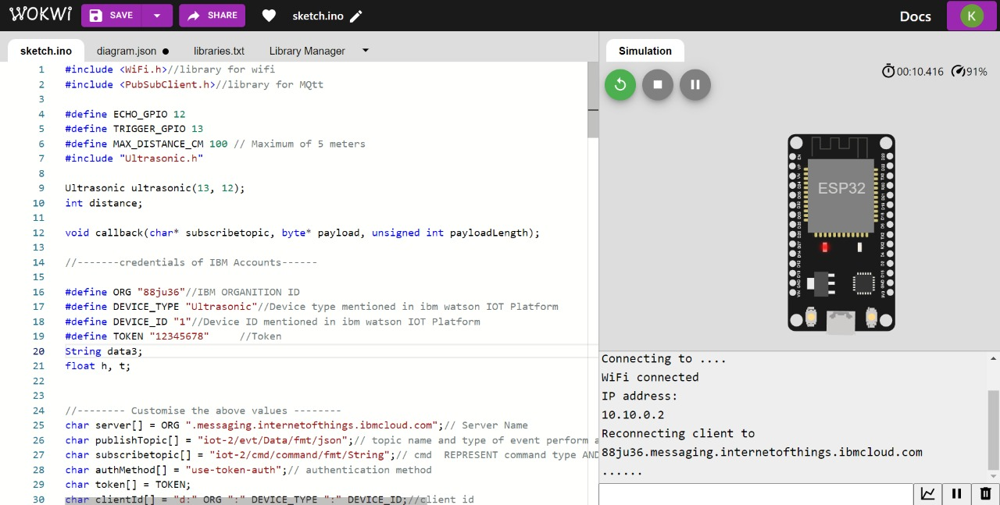 WOKWI SAVE SHARE sketch.ino Docs K
sketch.ino diagram.json libraries.txt Library Manager
1 #include <WiFi.h>//library for wifi
2 #include <PubSubClient.h>//library for MQtt
3
4 #define ECHO_GPIO 12
5 #define TRIGGER_GPIO 13
6 #define MAX_DISTANCE_CM 100 // Maximum of 5 meters
7 #include "Ultrasonic.h"
8
9 Ultrasonic ultrasonic(13, 12);
10 int distance;
11
12 void callback(char* subscribetopic, byte* payload, unsigned int payloadLength);
13
14 //-------credentials of IBM Accounts------
15
16 #define ORG "88ju36"//IBM ORGANITION ID
17 #define DEVICE_TYPE "Ultrasonic"//Device type mentioned in ibm watson IOT Platform
18 #define DEVICE_ID "1"//Device ID mentioned in ibm watson IOT Platform
19 #define TOKEN "12345678" //Token
20 String data3;
21 float h, t;
22
23
24 //-------- Customise the above values --------
25 char server[] = ORG ".messaging.internetofthings.ibmcloud.com";// Server Name
26 char publishTopic[] = "iot-2/evt/Data/fmt/json";// topic name and type of event perform a
27 char subscribetopic[] = "iot-2/cmd/command/fmt/String";// cmd  REPRESENT command type AND
28 char authMethod[] = "use-token-auth";// authentication method
29 char token[] = TOKEN;
30 char clientId[] = "d:" ORG ":" DEVICE_TYPE ":" DEVICE_ID;//client id
Simulation
00:10.416 91%
ESP32
Connecting to ....
WiFi connected
IP address:
10.10.0.2
Reconnecting client to
88ju36.messaging.internetofthings.ibmcloud.com
......